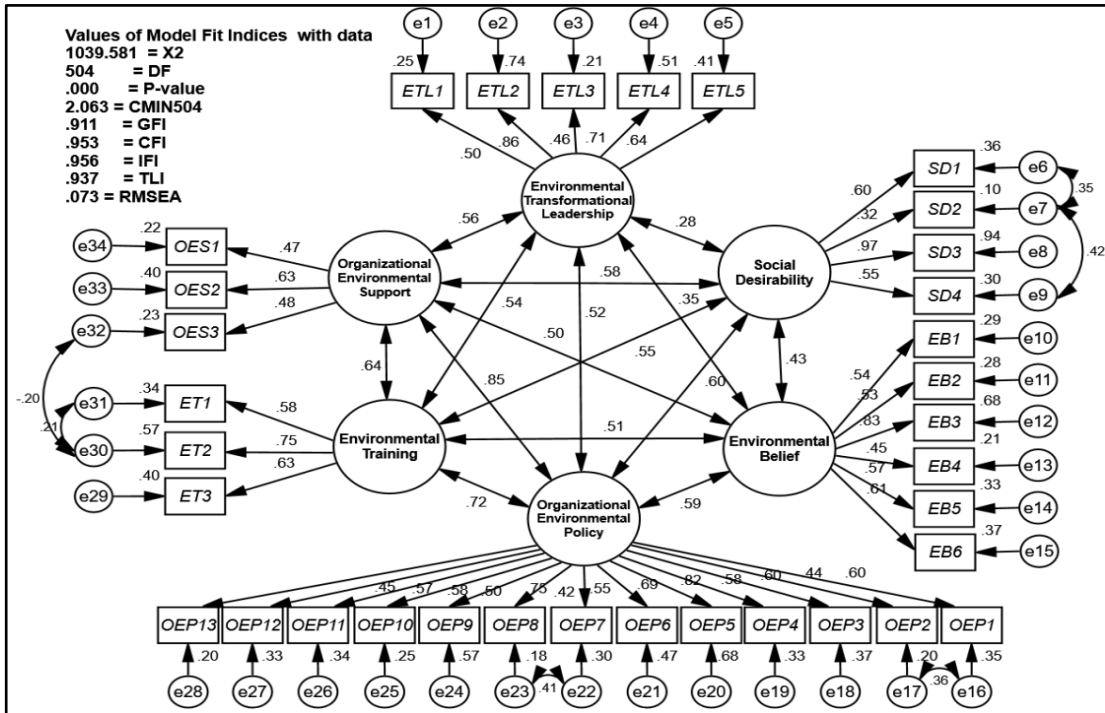 Values of Model Fit Indices with data
1039.581 = X2
504 = DF
.000 = P-value
2.063 = CMIN504
.911 = GFI
.953 = CFI
.956 = IFI
.937 = TLI
.073 = RMSEA
e1 e2 e3 e4 e5
.25 .74 .21 .51 .41
ETL1 ETL2 ETL3 ETL4 ETL5
.50 .86 .46 .71 .64
Environmental
Transformational
Leadership
.56 .28
e34 .22 OES1 .47
e33 .40 OES2 .63
e32 .23 OES3 .48
Organizational
Environmental
Support
Social
Desirability
.60 SD1 .36 e6
.32 SD2 .10 e7
.97 SD3 .94 e8
.55 SD4 .30 e9
.35
.42
.58
.54 .52 .35
.50 .55
.64 .85 .60 .43
-.20
.21
e31 .34 ET1 .58
e30 .57 ET2 .75
e29 .40 ET3 .63
Environmental
Training
.51
Environmental
Belief
.54 EB1 .29 e10
.53 EB2 .28 e11
.83 EB3 .68 e12
.45 EB4 .21 e13
.57 EB5 .33 e14
.61 EB6 .37 e15
.72 .59
Organizational
Environmental
Policy
.45 .57 .58 .50 .75 .42 .55 .69 .82 .58 .60 .44 .60
OEP13 OEP12 OEP11 OEP10 OEP9 OEP8 OEP7 OEP6 OEP5 OEP4 OEP3 OEP2 OEP1
.20 .33 .34 .25 .57 .18 .30 .47 .68 .33 .37 .20 .35
e28 e27 e26 e25 e24 e23 e22 e21 e20 e19 e18 e17 e16
.41 .36